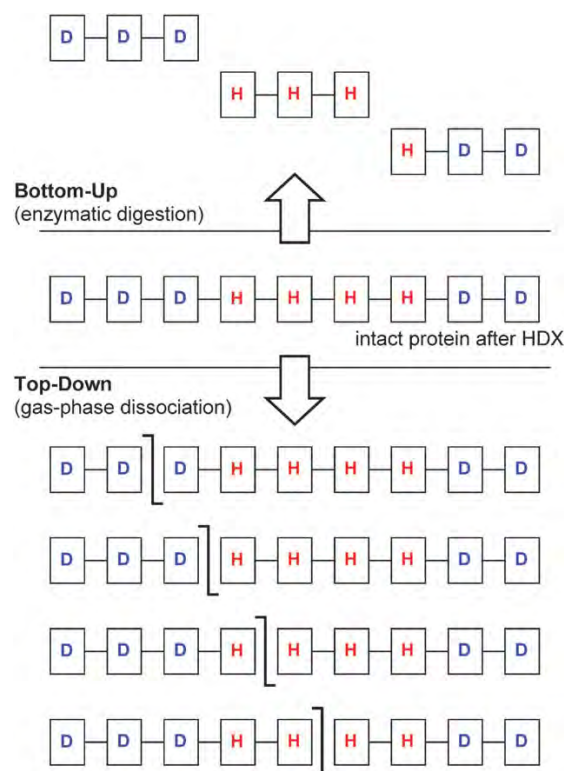 D D D
H H H
H D D
Bottom-Up
(enzymatic digestion)
D D D H H H H D D
intact protein after HDX
Top-Down
(gas-phase dissociation)
D D D H H H H D D
D D D H H H H D D
D D D H H H H D D
D D D H H H H D D